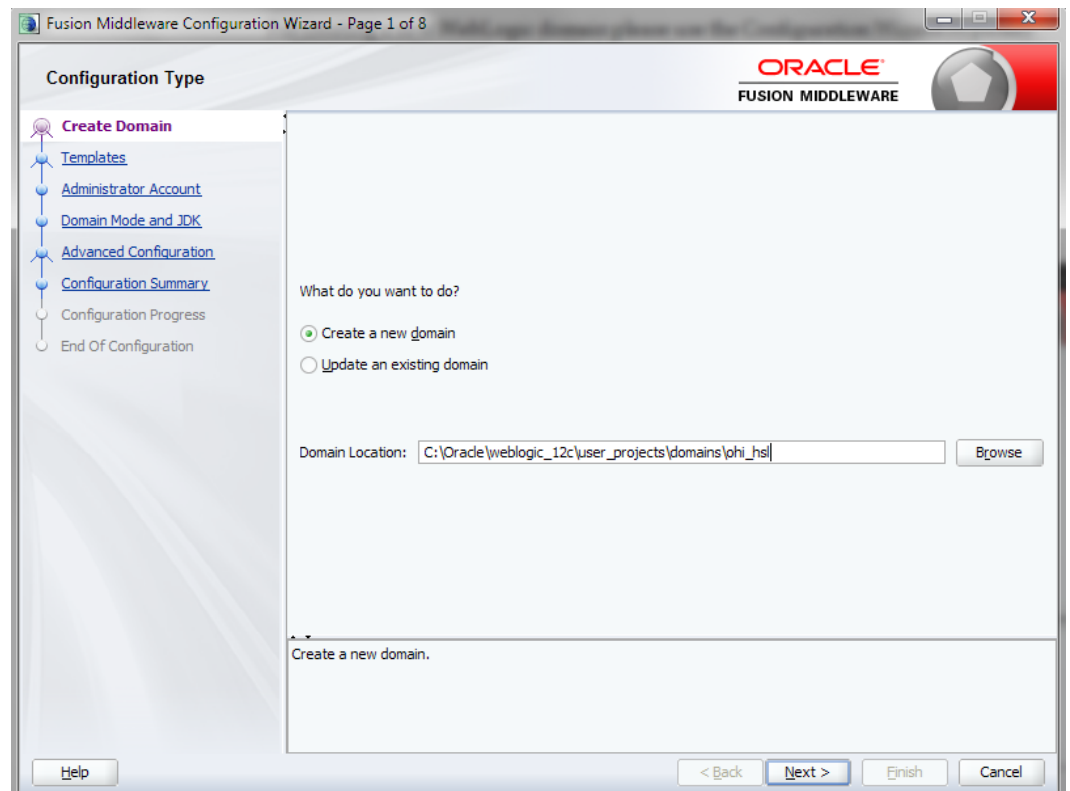 Fusion Middleware Configuration Wizard - Page 1 of 8
Configuration Type
ORACLE
FUSION MIDDLEWARE
Create Domain
Templates
Administrator Account
Domain Mode and JDK
Advanced Configuration
Configuration Summary
Configuration Progress
End Of Configuration
What do you want to do?
Create a new domain
Update an existing domain
Domain Location: C:\Oracle\weblogic_12c\user_projects\domains\ohi_hsl
Browse
Create a new domain.
Help
< Back
Next >
Finish
Cancel